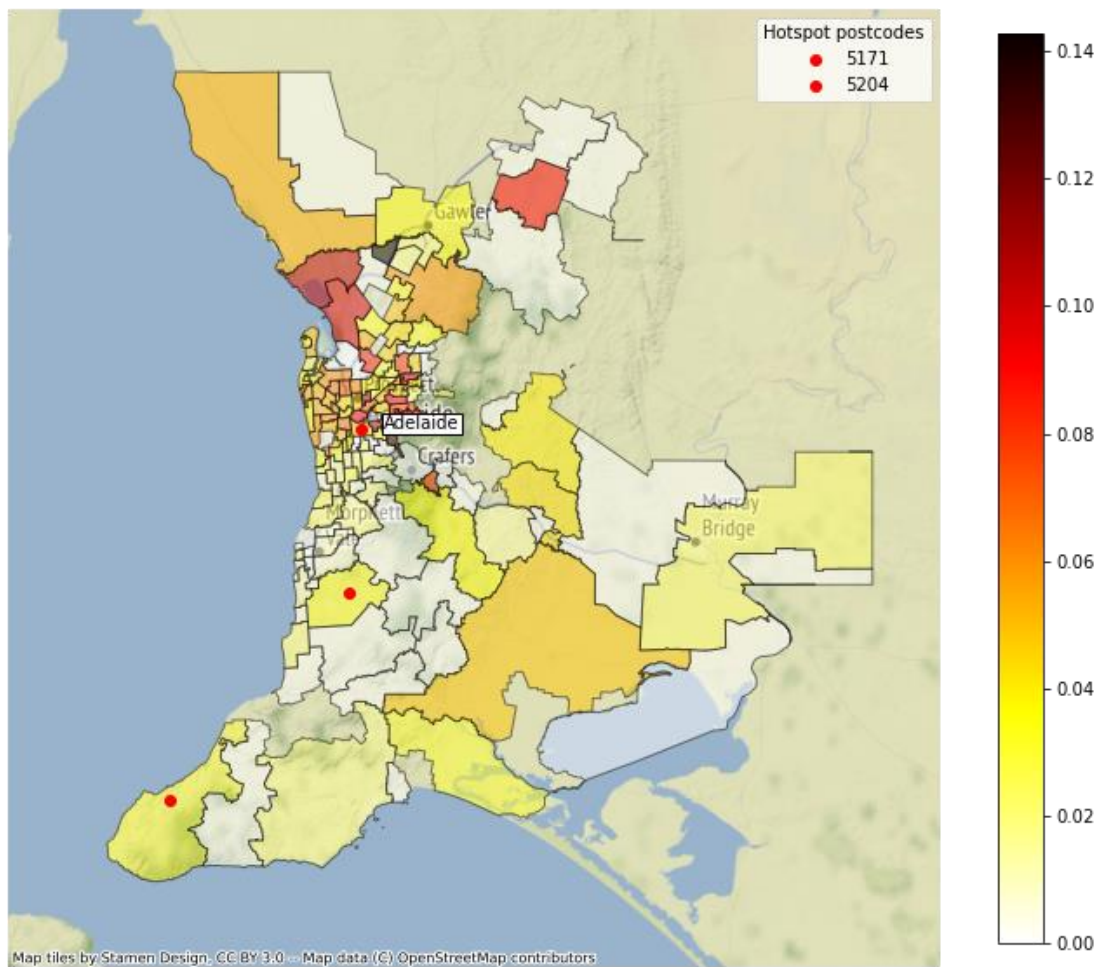 Hotspot postcodes
5171
5204
0.14
0.12
0.10
0.08
0.06
0.04
0.02
0.00
Gawler
Adelaide
Crafers
Morphett
Vale
Murray
Bridge
Map tiles by Stamen Design, CC BY 3.0 -- Map data (C) OpenStreetMap contributors